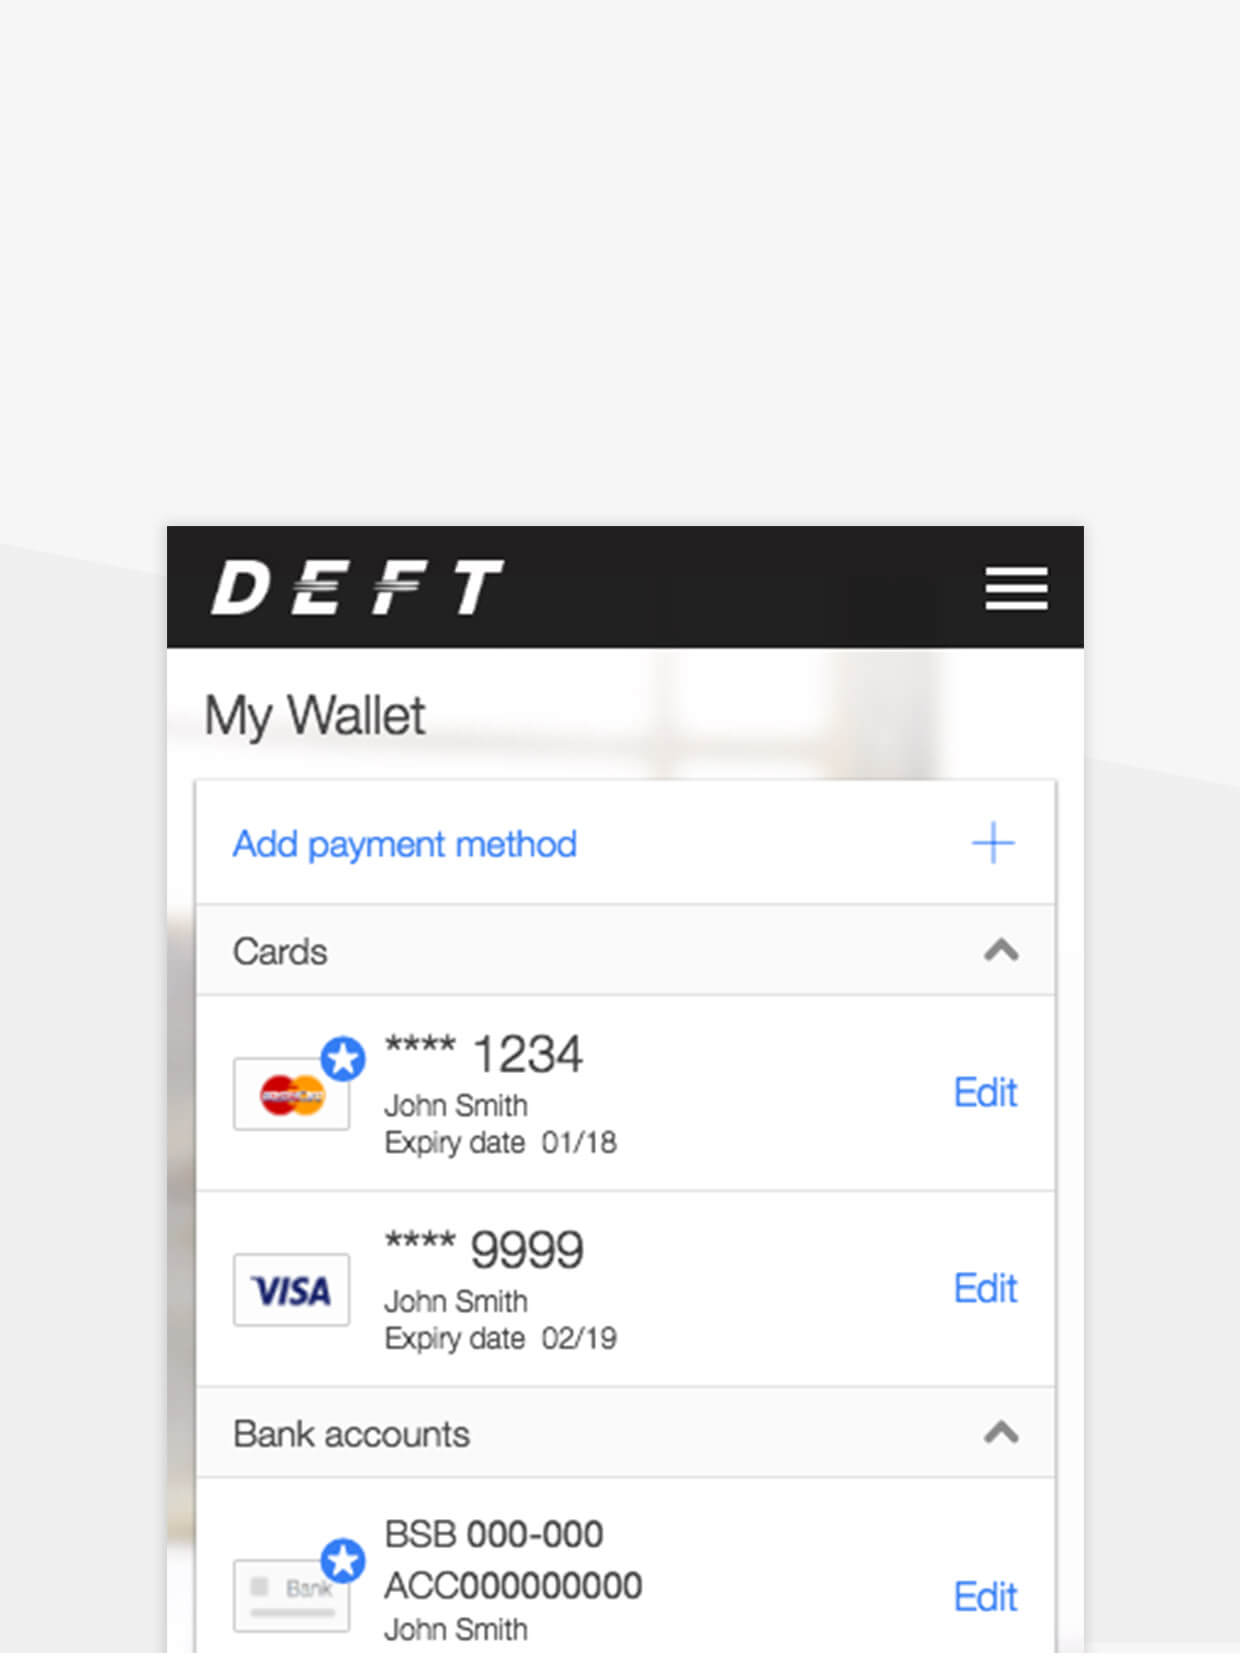 DEFT
My Wallet
Add payment method
Cards
**** 1234
John Smith
Expiry date 01/18
Edit
VISA
**** 9999
John Smith
Expiry date 02/19
Edit
Bank accounts
Bank
BSB 000-000
ACC000000000
John Smith
Edit